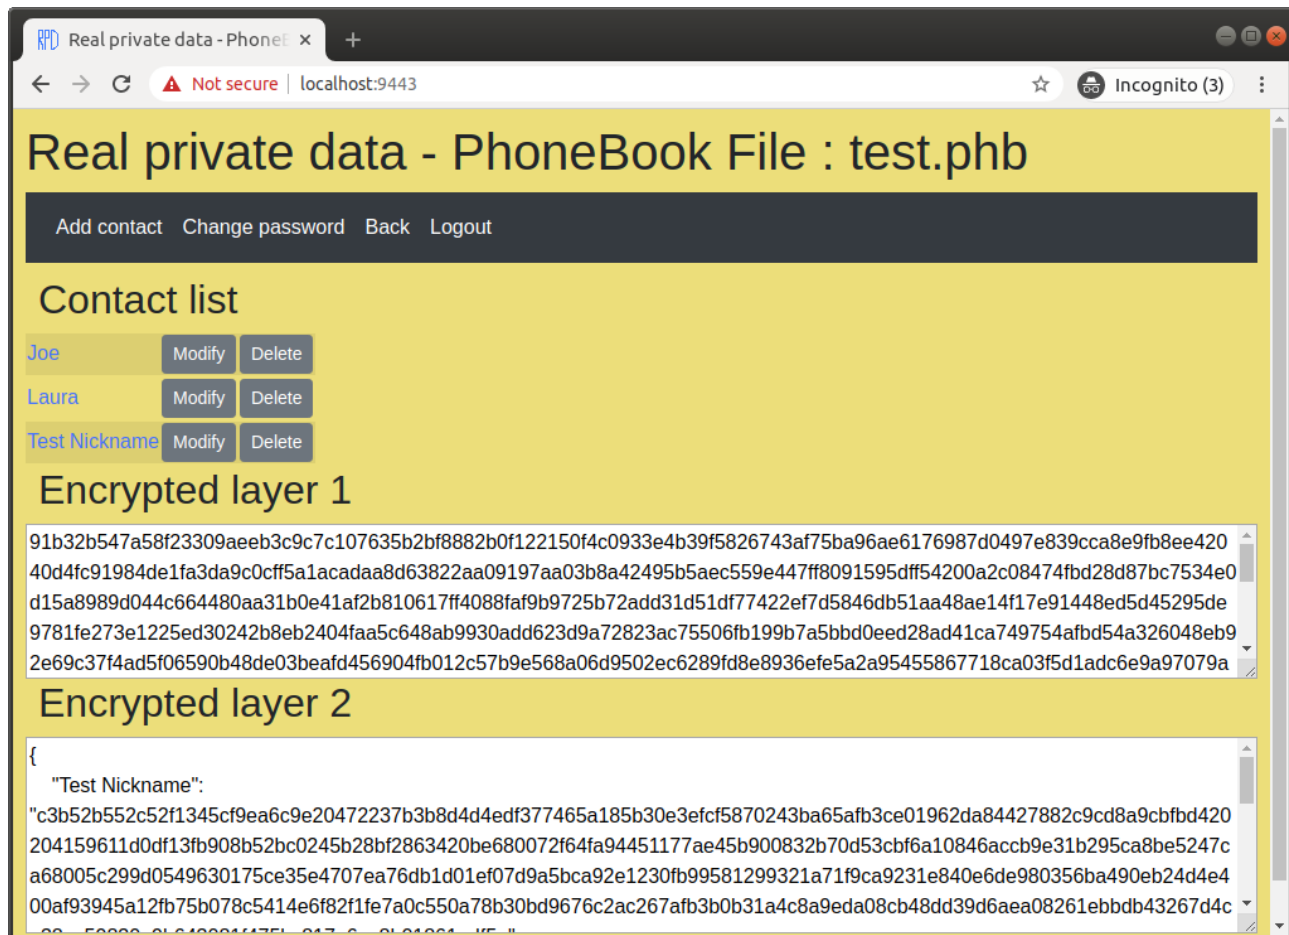 RPD Real private data - PhoneE
Not secure localhost:9443
Incognito (3)
Real private data - PhoneBook File : test.phb
Add contact Change password Back Logout
Contact list
Joe Modify Delete
Laura Modify Delete
Test Nickname Modify Delete
Encrypted layer 1
91b32b547a58f23309aeeb3c9c7c107635b2bf8882b0f122150f4c0933e4b39f5826743af75ba96ae6176987d0497e839cca8e9fb8ee420
40d4fc91984de1fa3da9c0cff5a1acadaa8d63822aa09197aa03b8a42495b5aec559e447ff8091595dff54200a2c08474fbd28d87bc7534e0
d15a8989d044c664480aa31b0e41af2b810617ff4088faf9b9725b72add31d51df77422ef7d5846db51aa48ae14f17e91448ed5d45295de
9781fe273e1225ed30242b8eb2404faa5c648ab9930add623d9a72823ac75506fb199b7a5bbd0eed28ad41ca749754afbd54a326048eb9
2e69c37f4ad5f06590b48de03beafd456904fb012c57b9e568a06d9502ec6289fd8e8936efe5a2a95455867718ca03f5d1adc6e9a97079a
Encrypted layer 2
{
"Test Nickname":
"c3b52b552c52f1345cf9ea6c9e20472237b3b8d4d4edf377465a185b30e3efcf5870243ba65afb3ce01962da84427882c9cd8a9cbfbd420
204159611d0df13fb908b52bc0245b28bf2863420be680072f64fa94451177ae45b900832b70d53cbf6a10846accb9e31b295ca8be5247c
a68005c299d0549630175ce35e4707ea76db1d01ef07d9a5bca92e1230fb99581299321a71f9ca9231e840e6de980356ba490eb24d4e4
00af93945a12fb75b078c5414e6f82f1fe7a0c550a78b30bd9676c2ac267afb3b0b31a4c8a9eda08cb48dd39d6aea08261ebbdb43267d4c